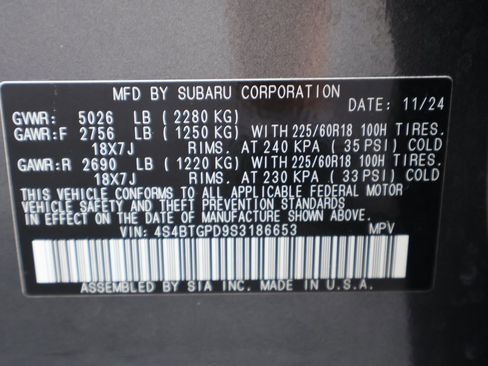 MFD BY SUBARU CORPORATION
DATE: 11/24
GVWR: 5026 LB (2280 KG)
GAWR:F 2756 LB (1250 KG) WITH 225/60R18 100H TIRES
18X7J RIMS. AT 240 KPA (35 PSI) COLD
GAWR:R 2690 LB (1220 KG) WITH 225/60R18 100H TIRES
18X7J RIMS. AT 230 KPA (33 PSI) COLD
THIS VEHICLE CONFORMS TO ALL APPLICABLE FEDERAL MOTOR
VEHICLE SAFETY AND THEFT PREVENTION STANDARDS
IN EFFECT ON THE DATE OF MANUFACTURE SHOWN ABOVE.
VIN: 4S4BTGPD9S3186653 MPV
ASSEMBLED BY SIA INC. MADE IN U.S.A.